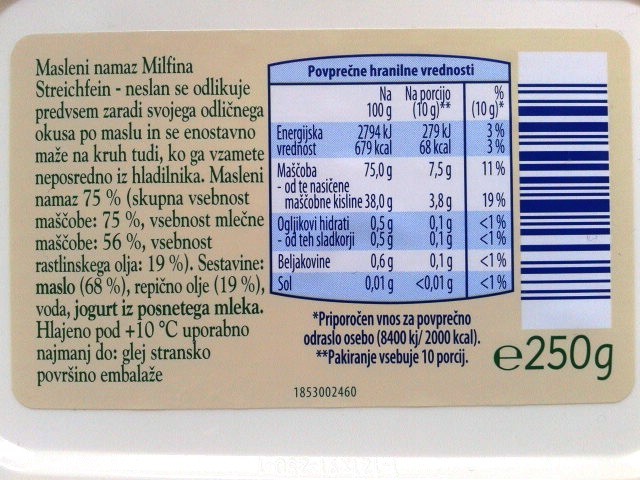 Masleni namaz Milfina
Streichfein - neslan se odlikuje
predvsem zaradi svojega odličnega
okusa po maslu in se enostavno
maže na kruh tudi, ko ga vzamete
neposredno iz hladilnika. Masleni
namaz 75 % (skupna vsebnost
maščobe: 75 %, vsebnost mlečne
maščobe: 56 %, vsebnost
rastlinskega olja: 19 %). Sestavine:
maslo (68 %), repično olje (19 %),
voda, jogurt iz posnetega mleka.
Hlajeno pod +10 °C uporabno
najmanj do: glej stransko
površino embalaže
Povprečne hranilne vrednosti
Na Na porcijo %
100 g (10 g)** (10 g)*
Energijska 2794 kJ 279 kJ 3 %
vrednost 679 kcal 68 kcal 3 %
Maščoba 75,0 g 7,5 g 11 %
- od te nasičene
maščobne kisline 38,0 g 3,8 g 19 %
Ogljikovi hidrati 0,5 g 0,1 g <1 %
- od teh sladkorji 0,5 g 0,1 g <1 %
Beljakovine 0,6 g 0,1 g <1 %
Sol 0,01 g <0,01 g <1 %
*Priporočen vnos za povprečno
odraslo osebo (8400 kj/ 2000 kcal).
**Pakiranje vsebuje 10 porcij.
e250g
1853002460